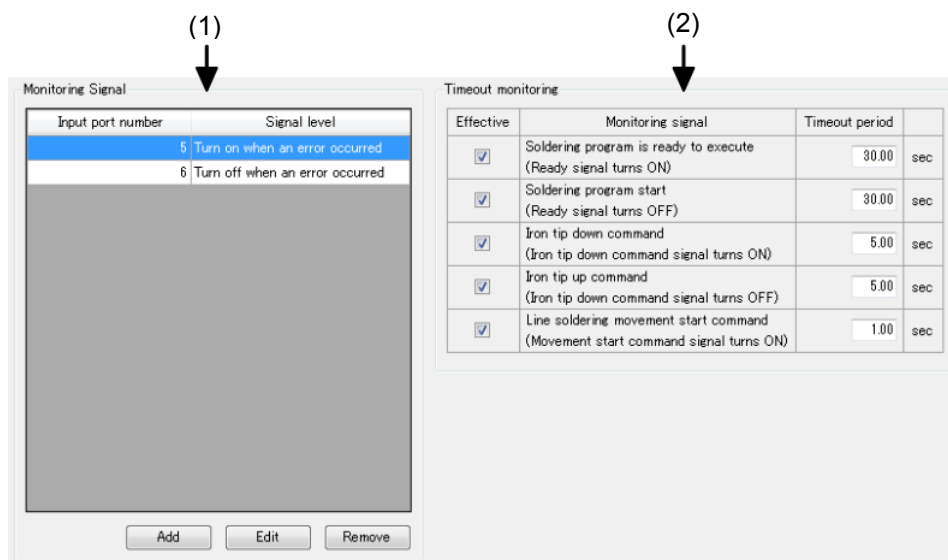 (1)
(2)
Monitoring Signal
Input port number Signal level
5 Turn on when an error occurred
6 Turn off when an error occurred
Add Edit Remove
Timeout monitoring
Effective Monitoring signal Timeout period
Soldering program is ready to execute
(Ready signal turns ON)
30.00 sec
Soldering program start
(Ready signal turns OFF)
30.00 sec
Iron tip down command
(Iron tip down command signal turns ON)
5.00 sec
Iron tip up command
(Iron tip down command signal turns OFF)
5.00 sec
Line soldering movement start command
(Movement start command signal turns ON)
1.00 sec